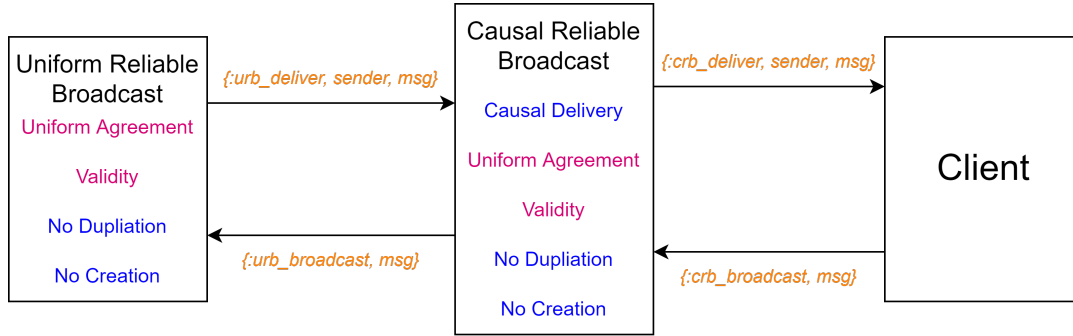 Uniform Reliable
Broadcast
Uniform Agreement
Validity
No Dupliation
No Creation
{:urb_deliver, sender, msg}
{:urb_broadcast, msg}
Causal Reliable
Broadcast
Causal Delivery
Uniform Agreement
Validity
No Dupliation
No Creation
{:crb_deliver, sender, msg}
{:crb_broadcast, msg}
Client